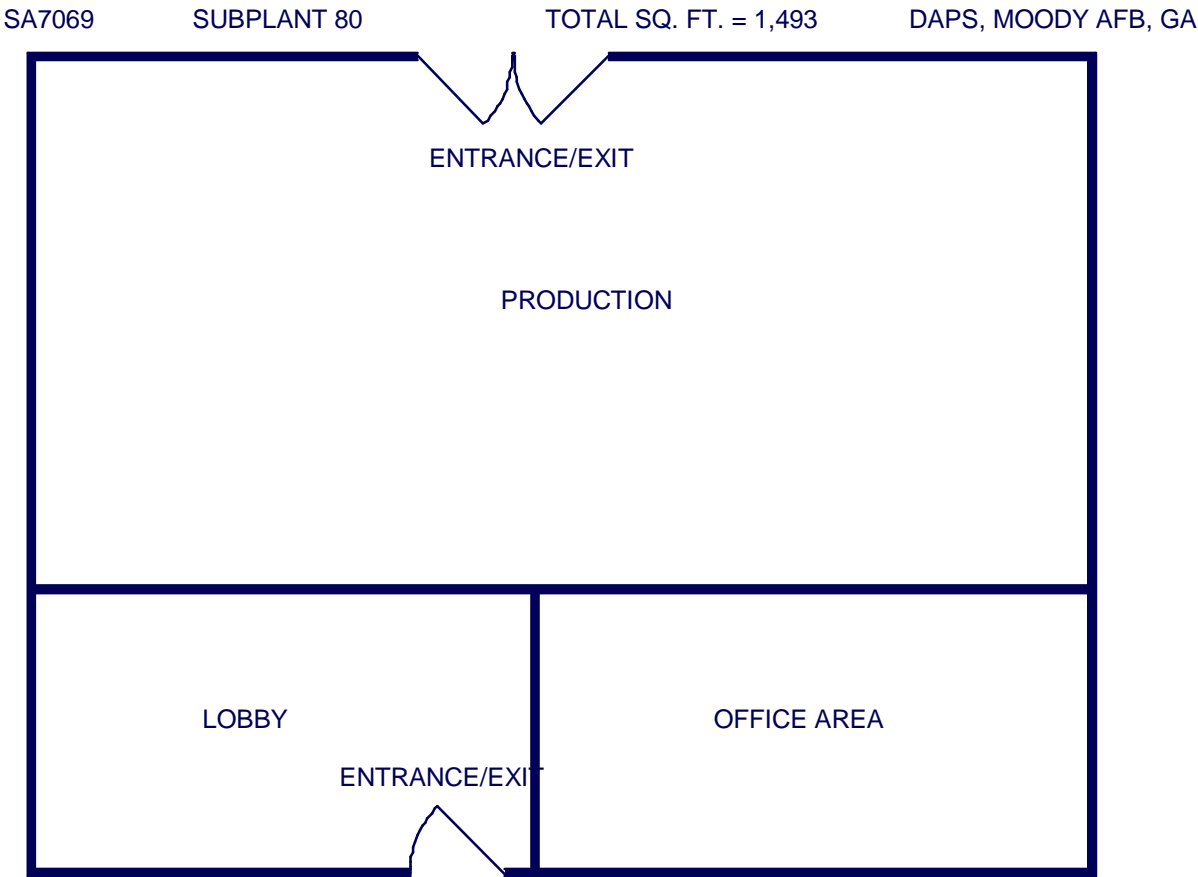 SA7069 SUBPLANT 80 TOTAL SQ. FT. = 1,493 DAPS, MOODY AFB, GA
ENTRANCE/EXIT
PRODUCTION
LOBBY OFFICE AREA
ENTRANCE/EXIT